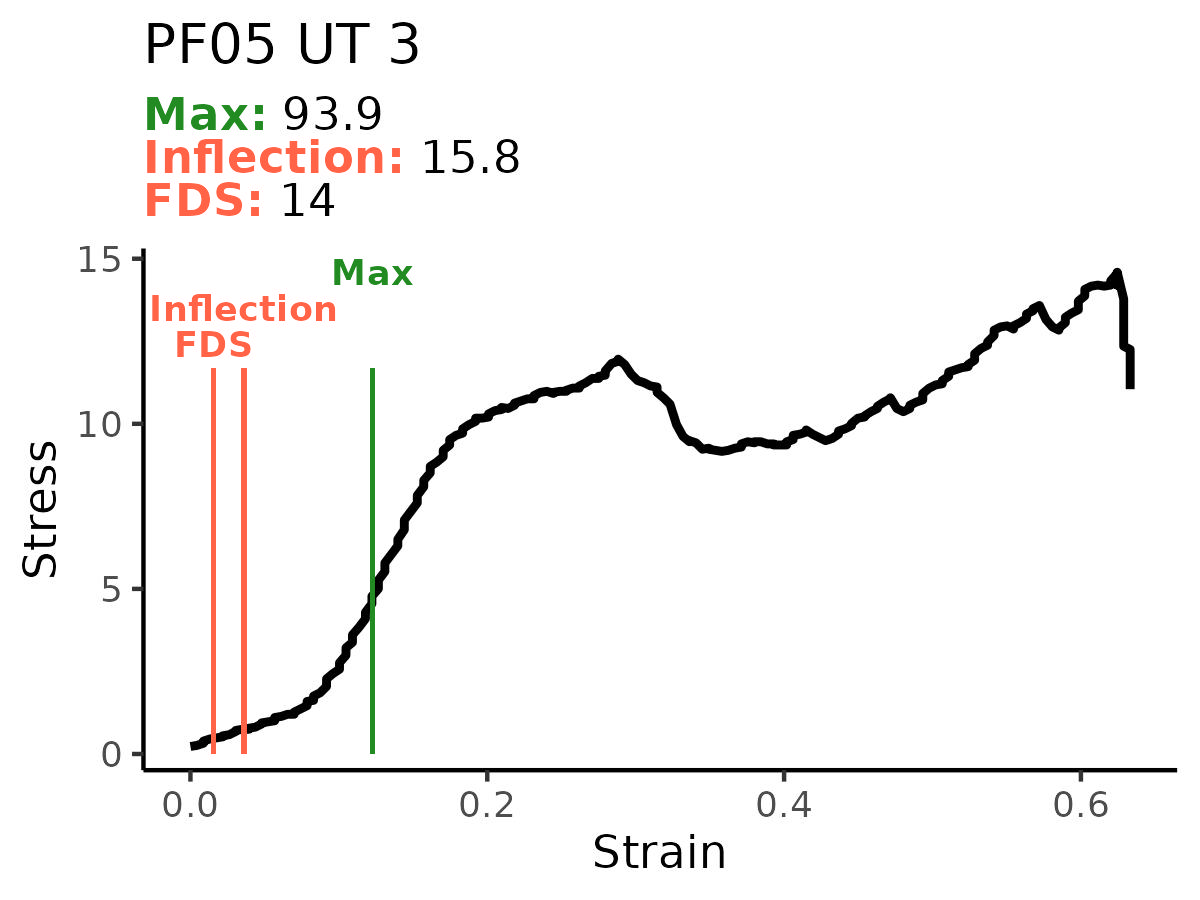 PF05 UT 3
Max: 93.9
Inflection: 15.8
FDS: 14
15
Max
Inflection
FDS
10
Stress
5
0
0.0 0.2 0.4 0.6
Strain